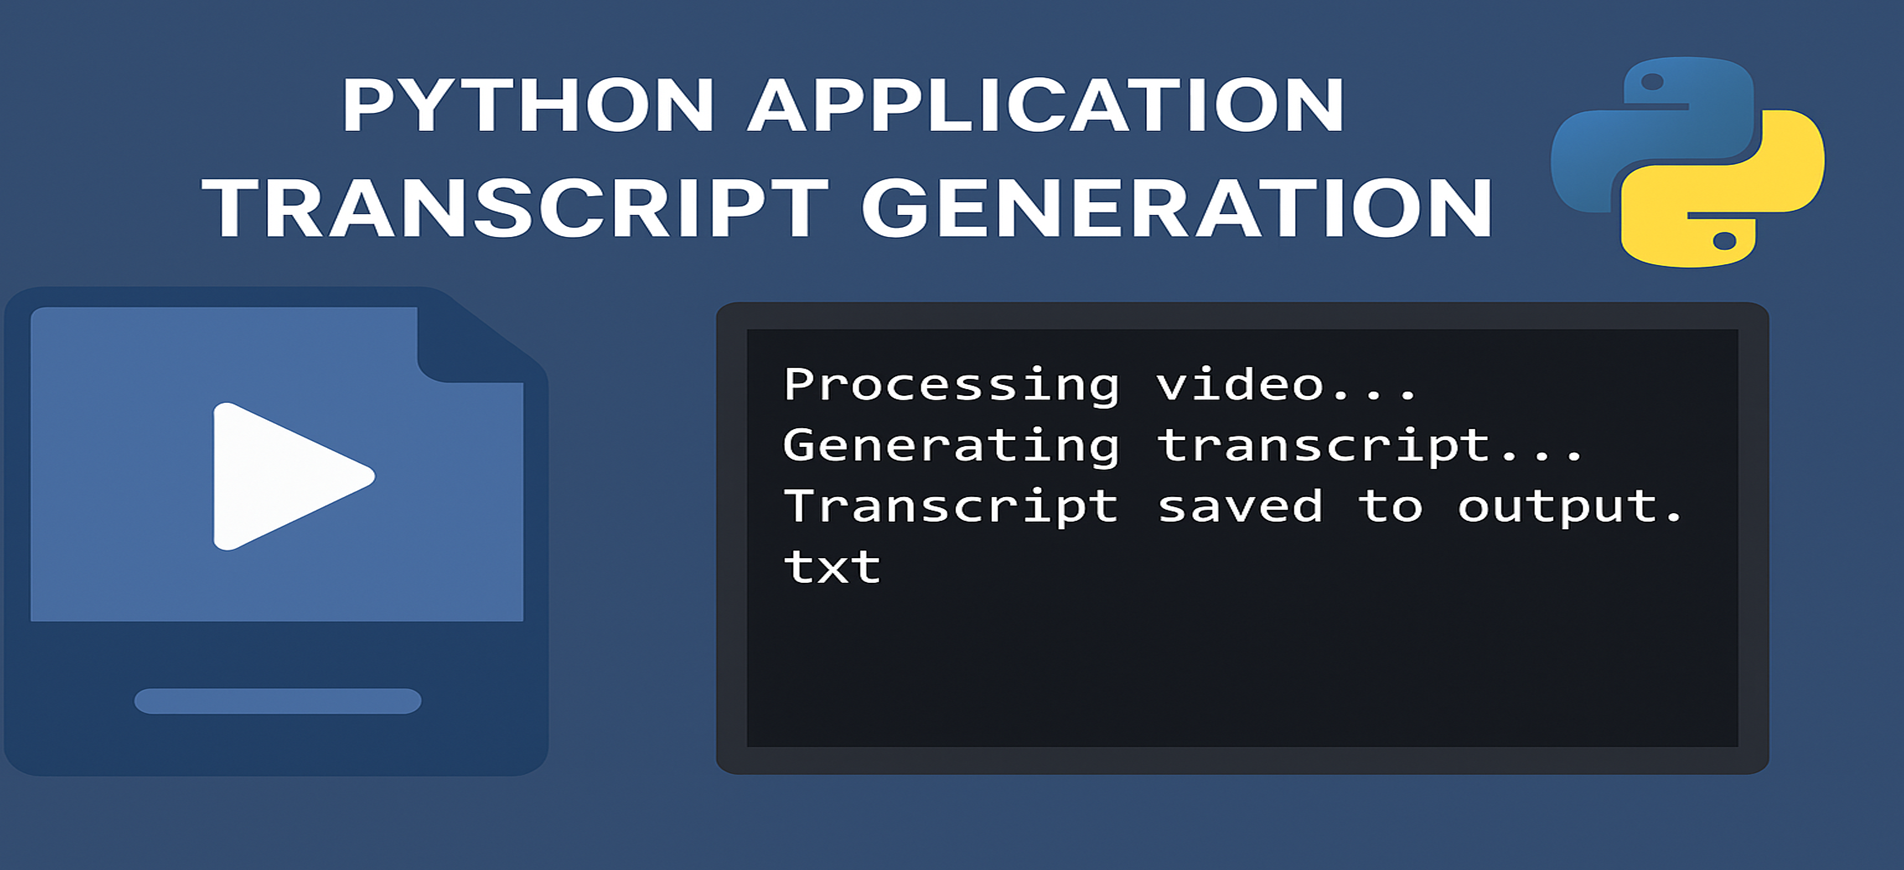 PYTHON APPLICATION
TRANSCRIPT GENERATION
Processing video...
Generating transcript...
Transcript saved to output.
txt